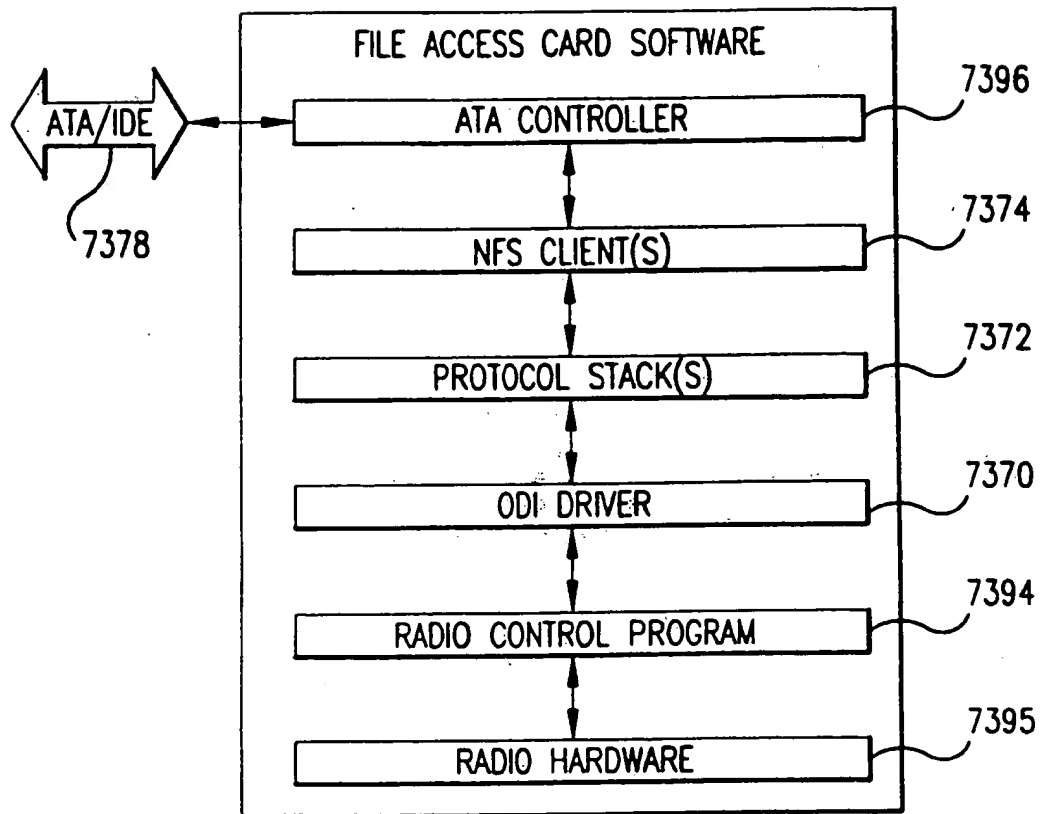 FILE ACCESS CARD SOFTWARE
7396
ATA/IDE
ATA CONTROLLER
7378
7374
NFS CLIENT(S)
7372
PROTOCOL STACK(S)
7370
ODI DRIVER
7394
RADIO CONTROL PROGRAM
7395
RADIO HARDWARE